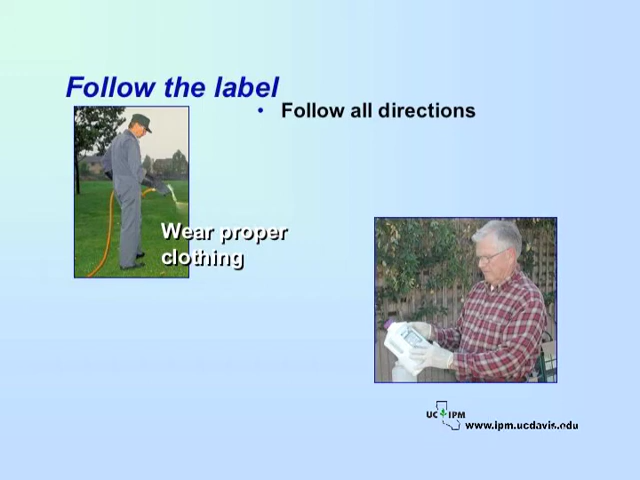 Follow the label
• Follow all directions
Wear proper
clothing
UC IPM
www.ipm.ucdavis.edu